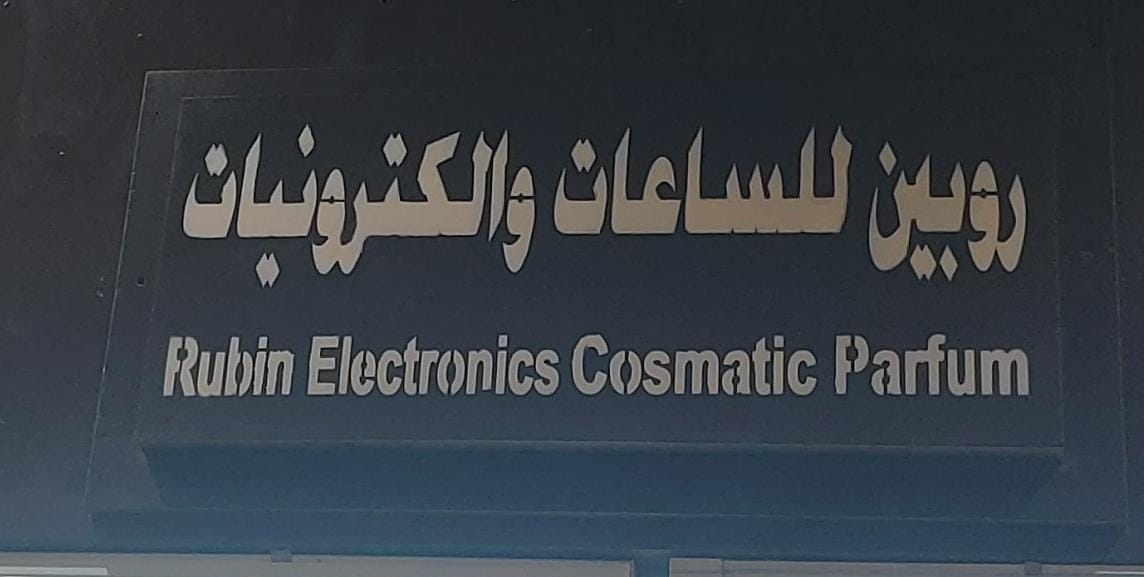 روبين للساعات والكترونيات
Rubin Electronics Cosmatic Parfum